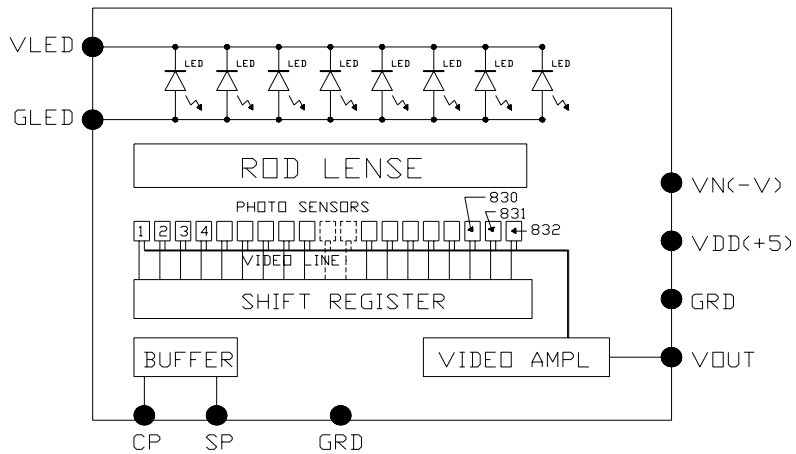 VLED
LED LED LED LED LED LED LED LED
GLED
ROD LENSE
VN(-V)
PHOTO SENSORS
830
831
832
1 2 3 4
VDD(+5)
VIDEO LINE
SHIFT REGISTER
GRD
BUFFER
VIDEO AMPL
VOUT
CP SP GRD